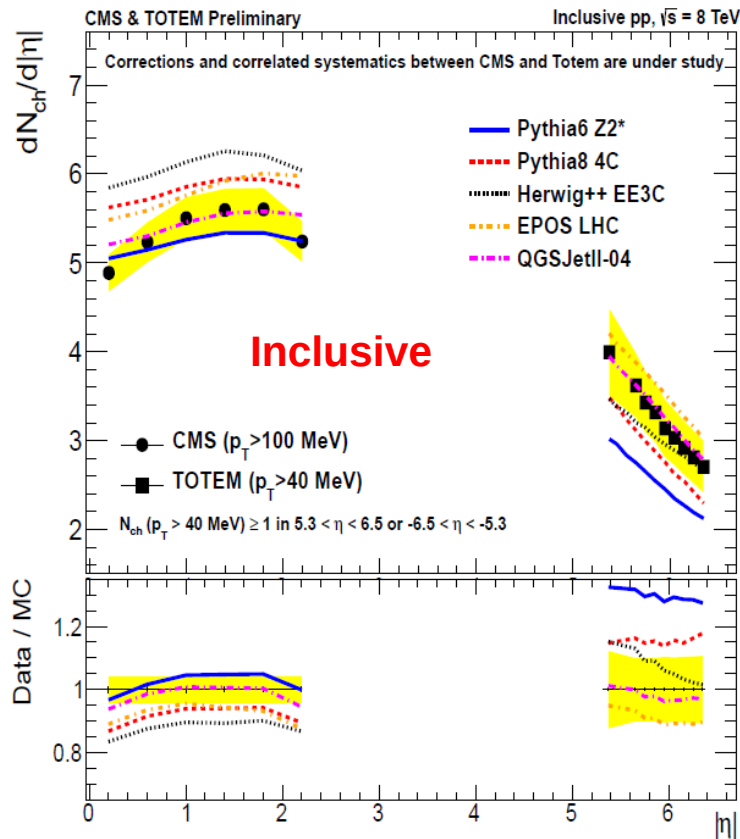 CMS & TOTEM Preliminary
Inclusive pp, √s = 8 TeV
Corrections and correlated systematics between CMS and Totem are under study
dN_ch/d|η|
7
6
5
4
3
2
Pythia6 Z2*
Pythia8 4C
Herwig++ EE3C
EPOS LHC
QGSJetII-04
Inclusive
CMS (p_T>100 MeV)
TOTEM (p_T>40 MeV)
N_ch (p_T > 40 MeV) ≥ 1 in 5.3 < η < 6.5 or -6.5 < η < -5.3
Data / MC
1.2
1
0.8
0 1 2 3 4 5 6
|η|